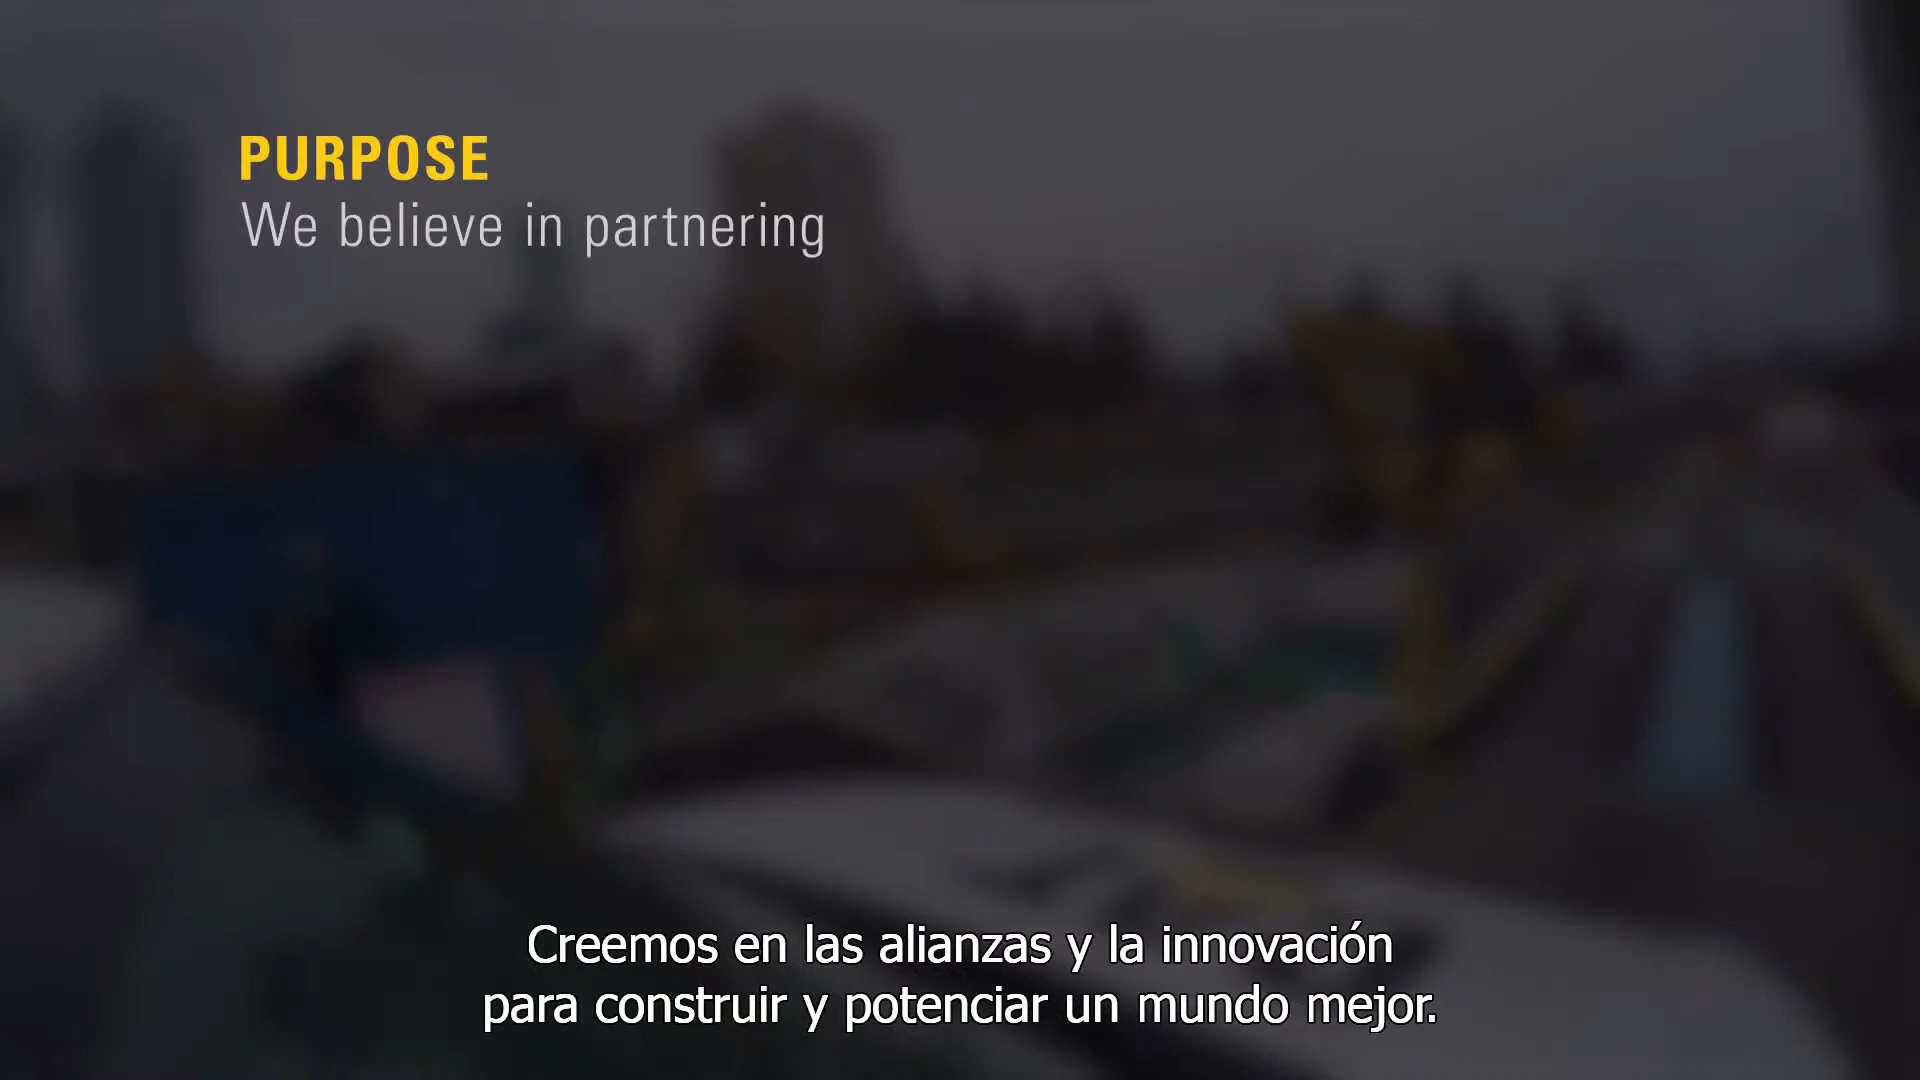 PURPOSE
We believe in partnering
Creemos en las alianzas y la innovación
para construir y potenciar un mundo mejor.